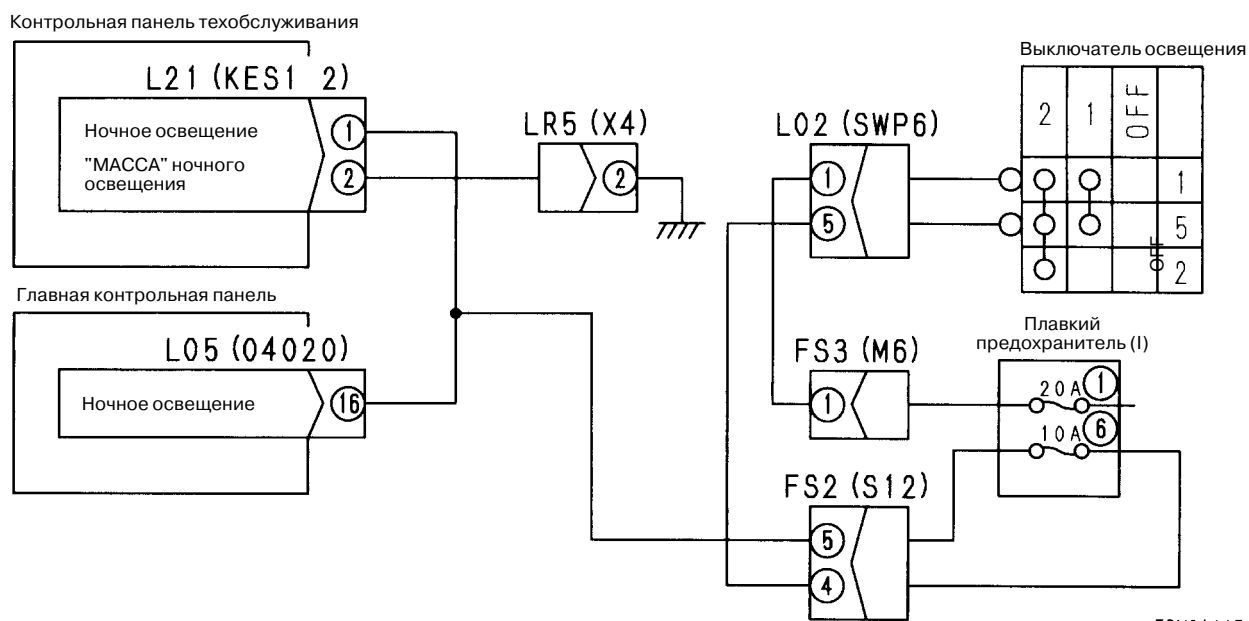 Контрольная панель техобслуживания
L21 (KES1 2)
Ночное освещение
1
"МАССА" ночного
освещения
2
LR5 (X4)
2
L02 (SWP6)
1
5
Выключатель освещения
2 1 OFF
1
5
OFF
2
Главная контрольная панель
L05 (04020)
Ночное освещение
16
FS3 (M6)
1
Плавкий
предохранитель (I)
20A 1
10A 6
FS2 (S12)
5
4